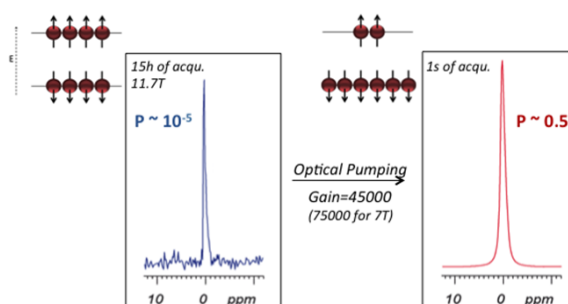 ε
15h of acqu.
11.7T
P ~ 10⁻⁵
10 0 ppm
Optical Pumping
Gain=45000
(75000 for 7T)
1s of acqu.
P ~ 0.5
10 0 ppm